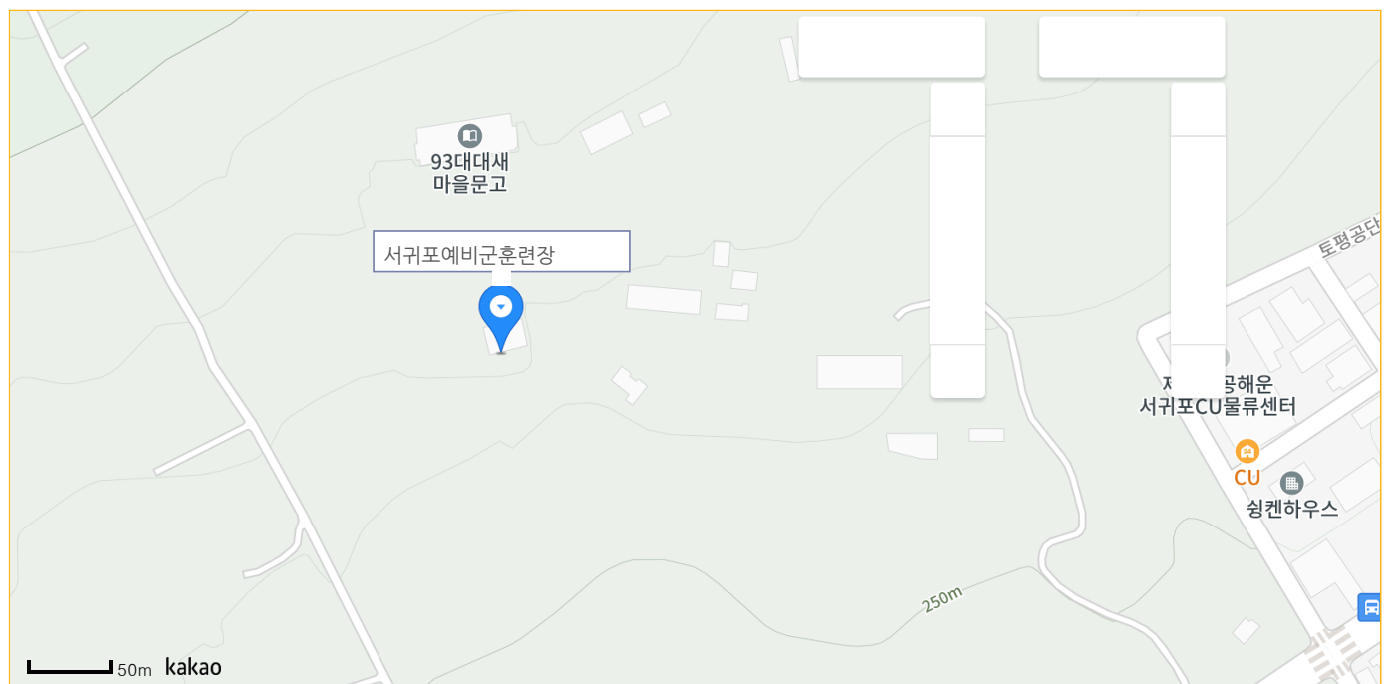 93대대새
마을문고
서귀포예비군훈련장
토평공단
공해운
서귀포CU물류센터
CU
슁켄하우스
250m
50m
kakao